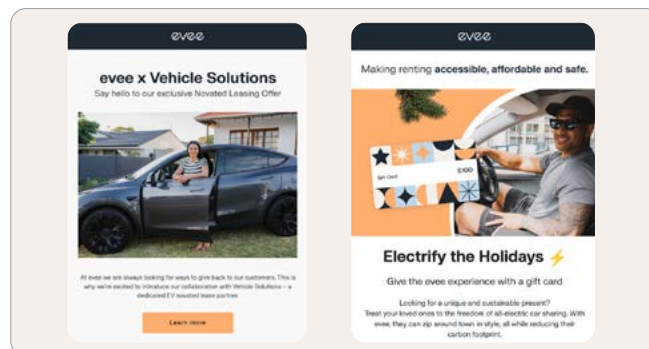 evee
evee x Vehicle Solutions
Say hello to our exclusive Novated Leasing Offer
At evee we are always looking for ways to give back to our customers. This is
why we're excited to introduce our collaboration with Vehicle Solutions – a
dedicated EV novated lease partner.
Learn more
evee
Making renting accessible, affordable and safe.
Gift Card
$100
Electrify the Holidays ⚡
Give the evee experience with a gift card
Looking for a unique and sustainable present?
Treat your loved ones to the freedom of all-electric car sharing. With
evee, they can zip around town in style, all while reducing their
carbon footprint.